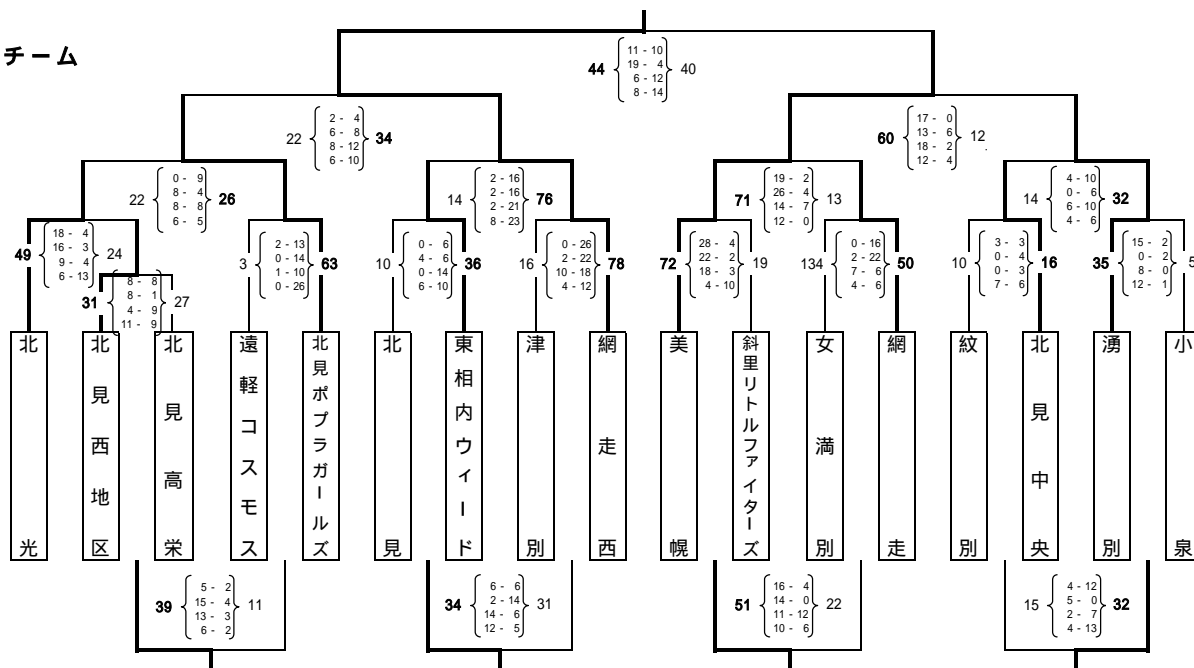 チーム
11 - 10
19 - 4
6 - 12
8 - 14
44
40
2 - 4
6 - 8
8 - 12
6 - 10
22
34
17 - 0
13 - 6
18 - 2
12 - 4
60
12
0 - 9
8 - 4
8 - 8
6 - 5
22
26
2 - 16
2 - 16
2 - 21
8 - 23
14
76
19 - 2
26 - 4
14 - 7
12 - 0
71
13
4 - 10
0 - 6
6 - 10
4 - 6
14
32
18 - 4
16 - 3
9 - 4
6 - 13
49
24
2 - 13
0 - 14
1 - 10
0 - 26
3
63
0 - 6
4 - 6
0 - 14
6 - 10
10
36
0 - 26
2 - 22
10 - 18
4 - 12
16
78
28 - 4
22 - 2
18 - 3
4 - 10
72
19
0 - 16
2 - 22
7 - 6
4 - 6
134
50
3 - 3
0 - 4
0 - 3
7 - 6
10
16
15 - 2
0 - 0
8 - 0
12 - 1
35
5
8 - 8
8 - 1
4 - 9
11 - 9
31
27
北光
北見西地区
北見高栄
遠軽コスモス
北見ポプラガールズ
北見
東相内ウィード
津別
網走西
美幌
斜里リトルファイターズ
女満別
網走
紋別
北見中央
湧別
小泉
5 - 2
15 - 4
13 - 3
6 - 2
39
11
6 - 6
2 - 14
14 - 6
12 - 5
34
31
16 - 4
14 - 0
11 - 12
10 - 6
51
22
4 - 12
5 - 0
2 - 7
4 - 13
15
32